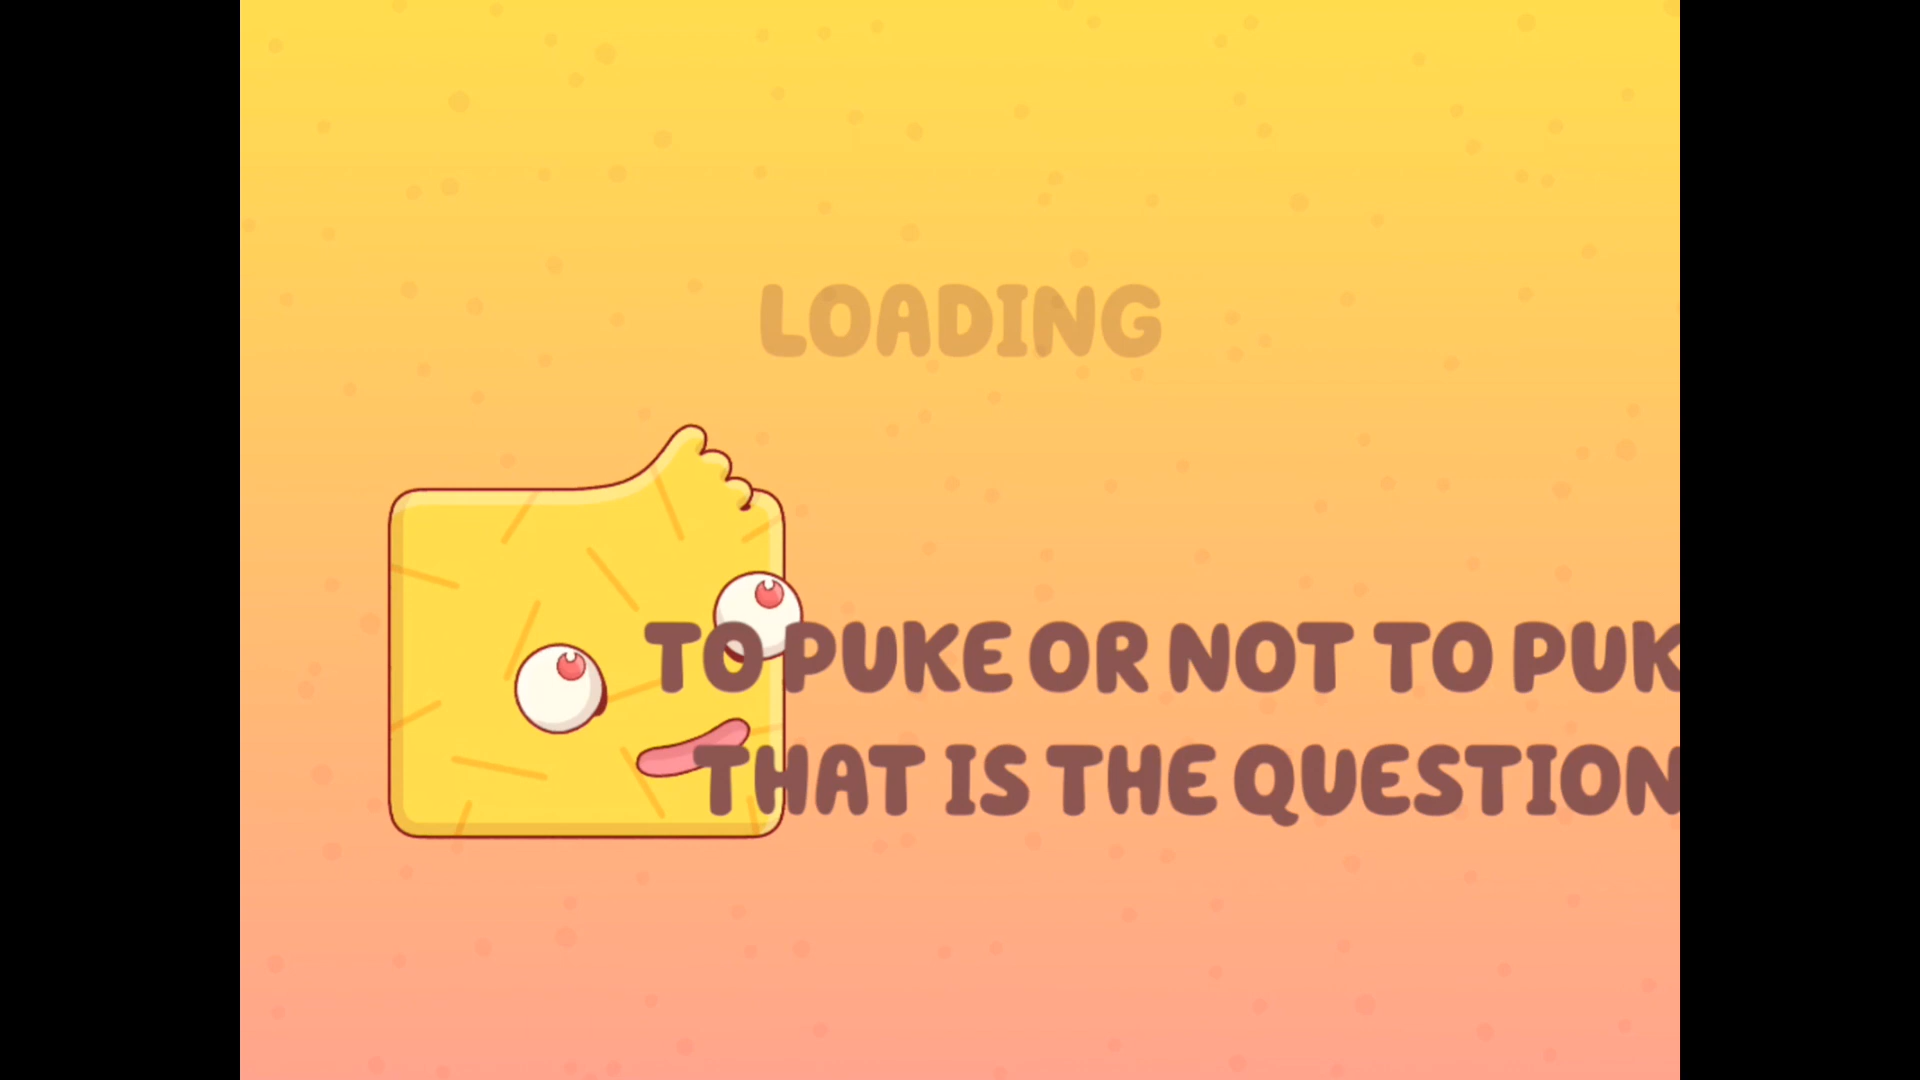 LOADING
TO PUKE OR NOT TO PUK
THAT IS THE QUESTION